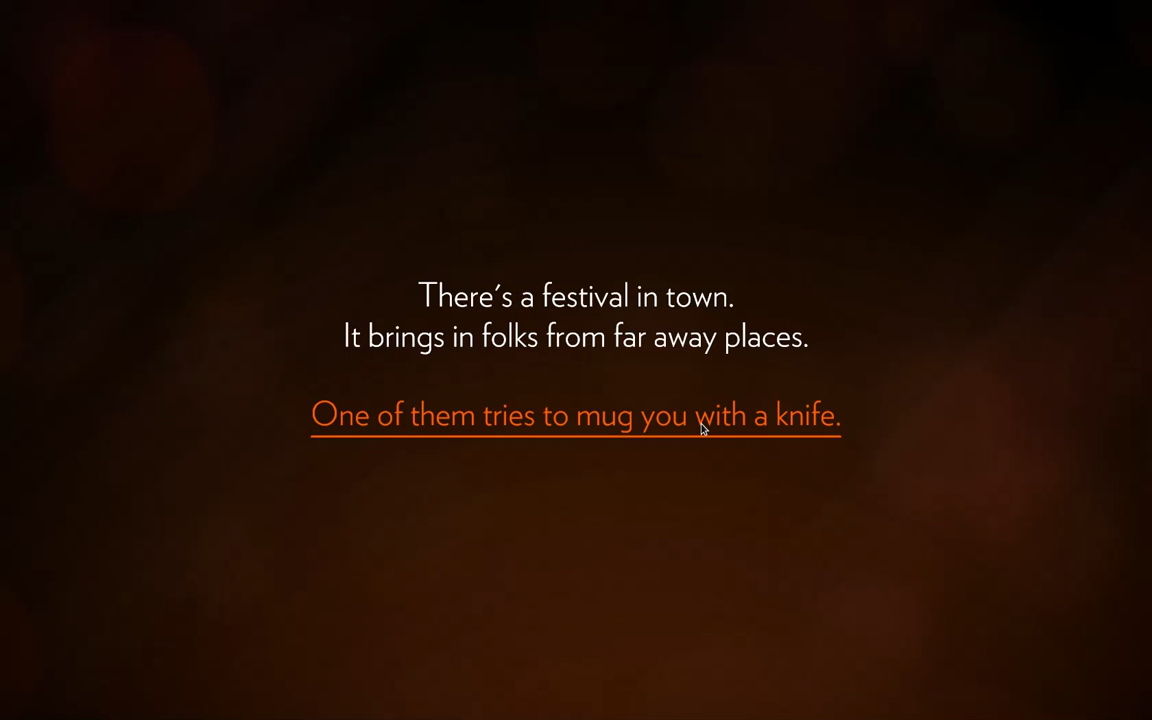 There's a festival in town.
It brings in folks from far away places.
One of them tries to mug you with a knife.